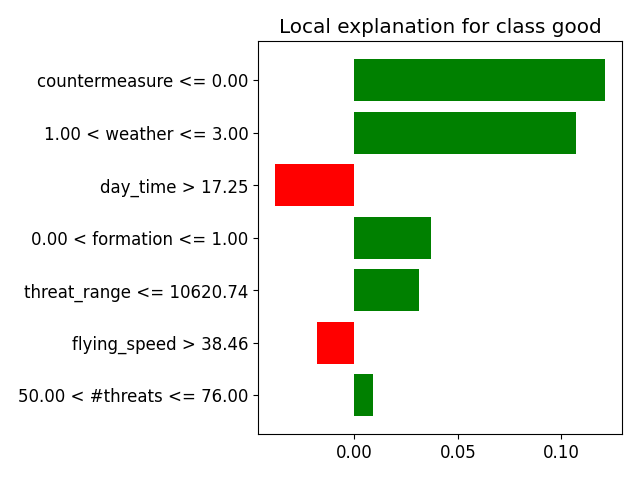 Local explanation for class good
countermeasure <= 0.00
1.00 < weather <= 3.00
day_time > 17.25
0.00 < formation <= 1.00
threat_range <= 10620.74
flying_speed > 38.46
50.00 < #threats <= 76.00
0.00 0.05 0.10